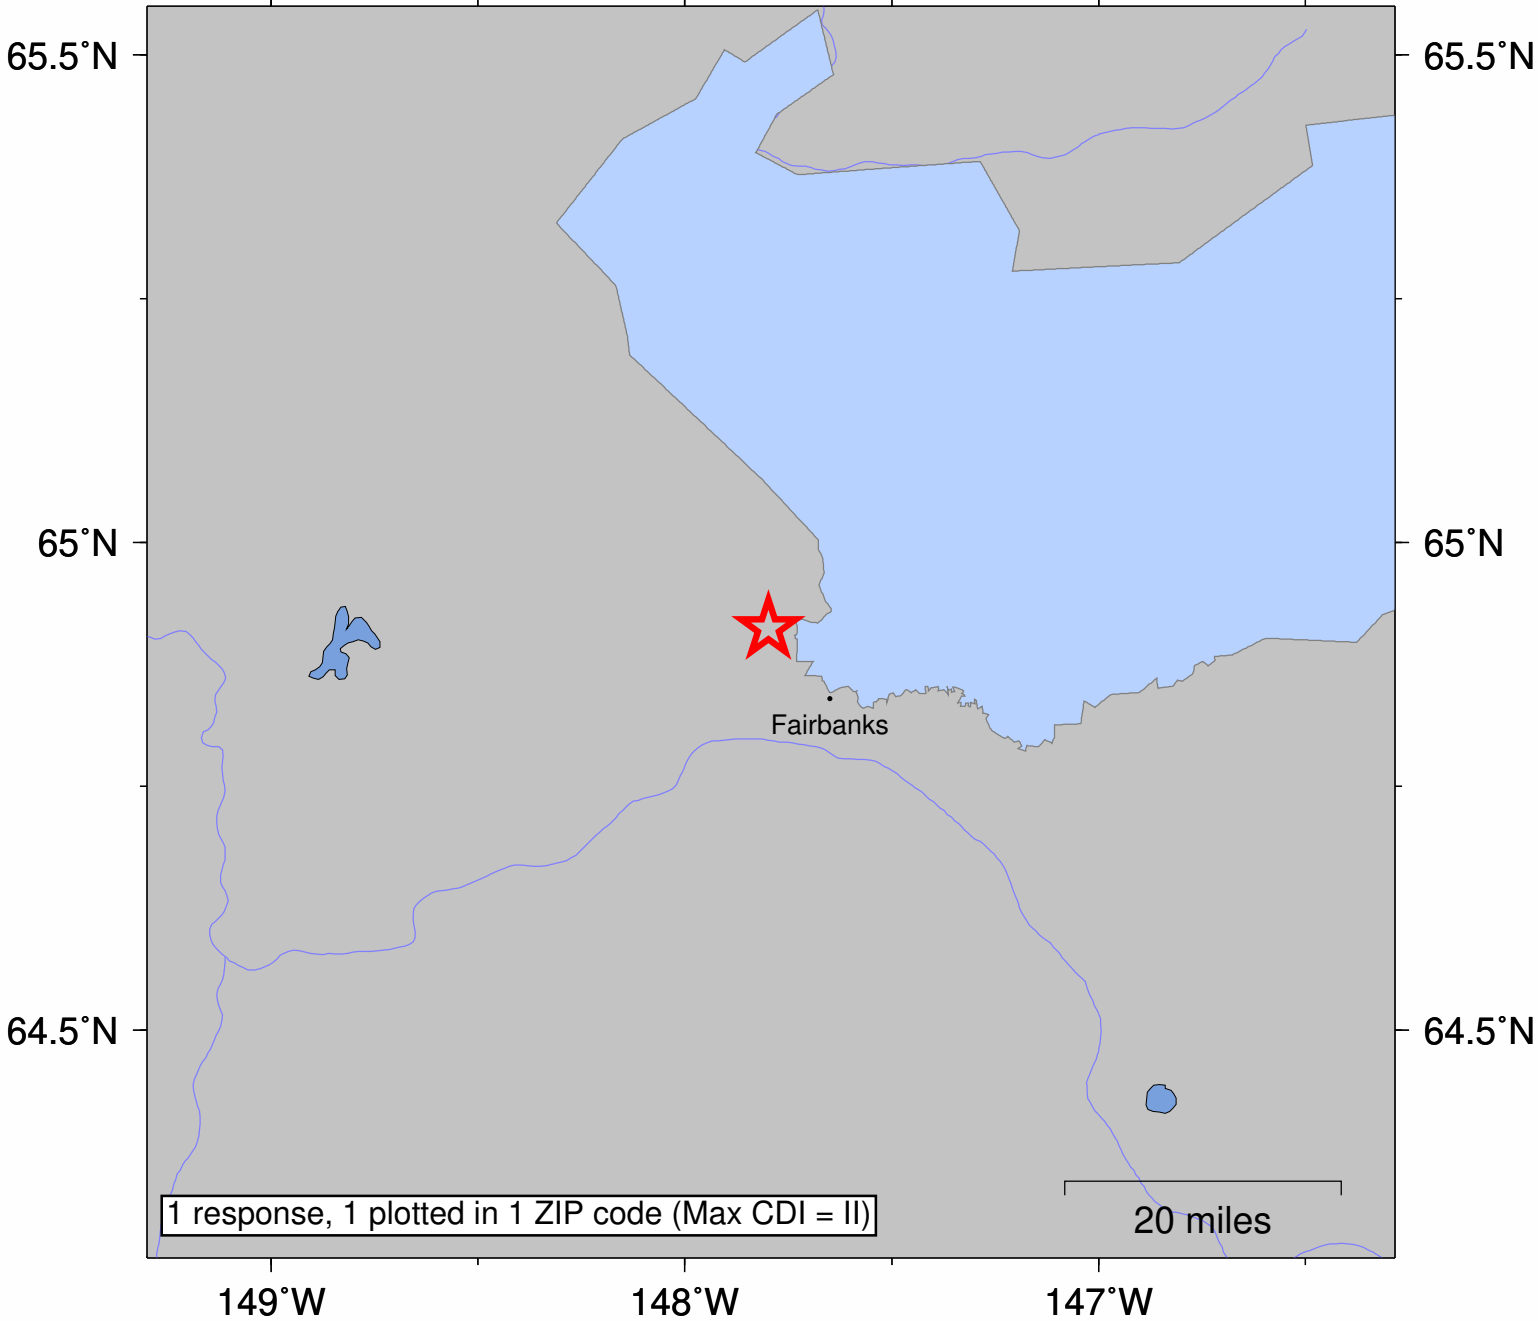 65.5°N 65.5°N
65°N 65°N
Fairbanks
64.5°N 64.5°N
1 response, 1 plotted in 1 ZIP code (Max CDI = II)
20 miles
149°W 148°W 147°W